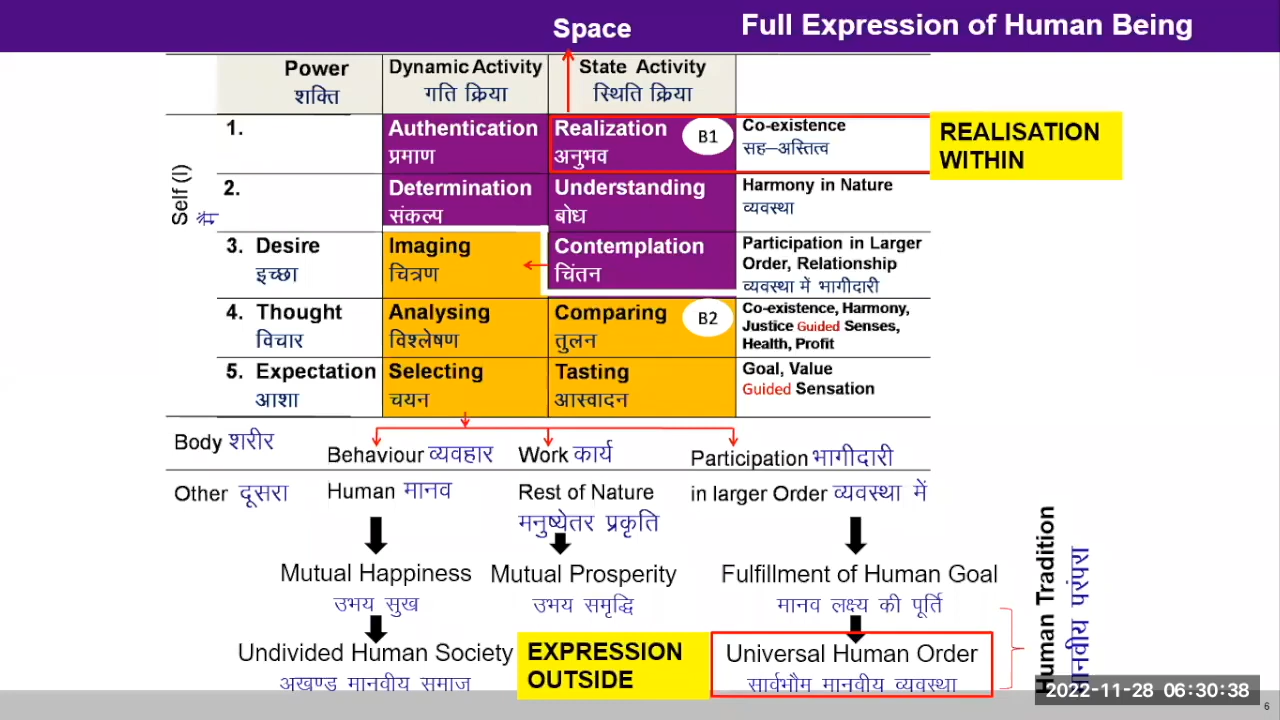 Space
Full Expression of Human Being
Power
Dynamic Activity
State Activity
शक्ति
गति क्रिया
स्थिति क्रिया
Self (I)
मैं
1.
Authentication
प्रमाण
Realization
अनुभव
B1
Co-existence
सह–अस्तित्व
REALISATION
WITHIN
2.
Determination
संकल्प
Understanding
बोध
Harmony in Nature
व्यवस्था
3. Desire
इच्छा
Imaging
चित्रण
Contemplation
चिंतन
Participation in Larger
Order, Relationship
व्यवस्था में भागीदारी
4. Thought
विचार
Analysing
विश्लेषण
Comparing
तुलन
B2
Co-existence, Harmony,
Justice Guided Senses,
Health, Profit
5. Expectation
आशा
Selecting
चयन
Tasting
आस्वादन
Goal, Value
Guided Sensation
Body शरीर
Behaviour व्यवहार
Work कार्य
Participation भागीदारी
Other दूसरा
Human मानव
Rest of Nature
मनुष्येतर प्रकृति
in larger Order व्यवस्था में
Mutual Happiness
उभय सुख
Mutual Prosperity
उभय समृद्धि
Fulfillment of Human Goal
मानव लक्ष्य की पूर्ति
Undivided Human Society
अखण्ड मानवीय समाज
EXPRESSION
OUTSIDE
Universal Human Order
सार्वभौम मानवीय व्यवस्था
Human Tradition
मानवीय परंपरा
2022-11-28 06:30:38
6